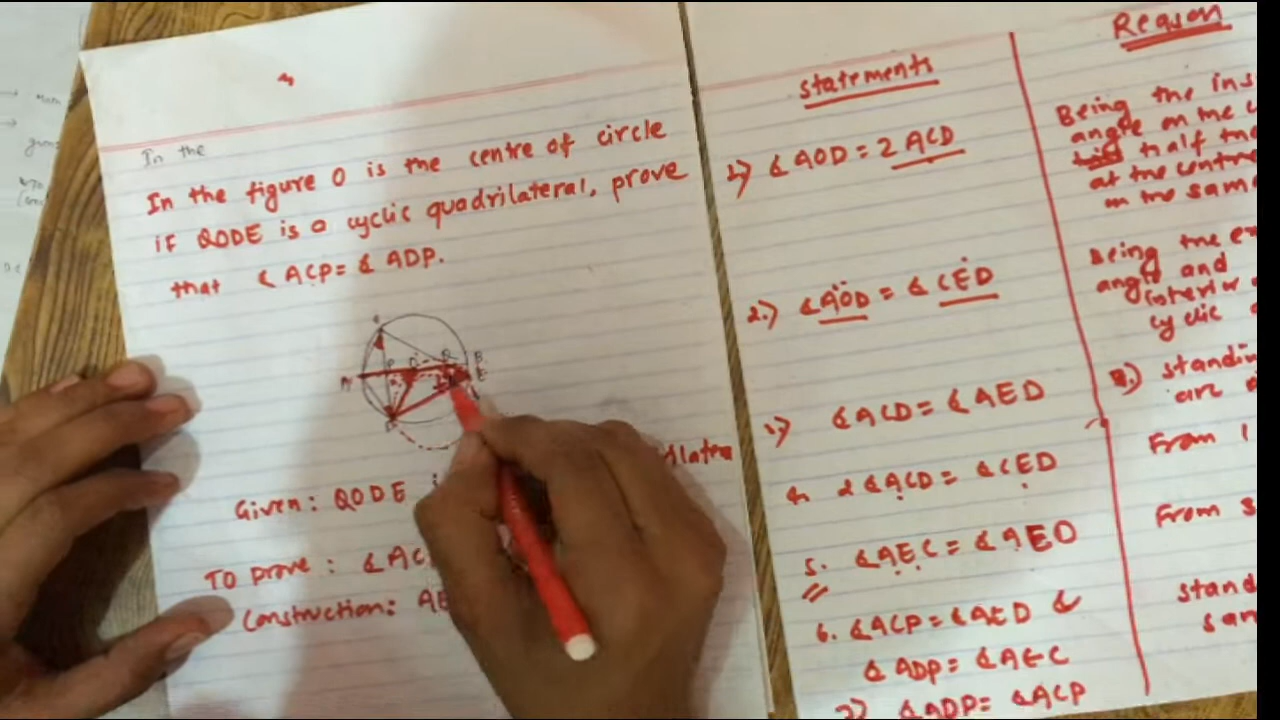 In the
In the figure O is the centre of circle
if QODE is a cyclic quadrilateral, prove
that ∡ACP = ∡ADP.
Given: QODE
To prove: ∡AC
Construction: AE
statements
1) ∡AOD = 2 ACD
2.) ∡AOD = ∡CED
3) ∡ACD = ∡AED
4. 2∡ACD = ∡CED
5. ∡AEC = ∡AED
6. ∡ACP = ∡AED &
∡ADP = ∡AEC
7) ∡ADP = ∡ACP
Reason
Being the ins
angle on the c
half the
at the centre
on the sam
Being the ex
angle and
interior
cyclic
3.) standin
arc
From 1
From 3
stand
sam